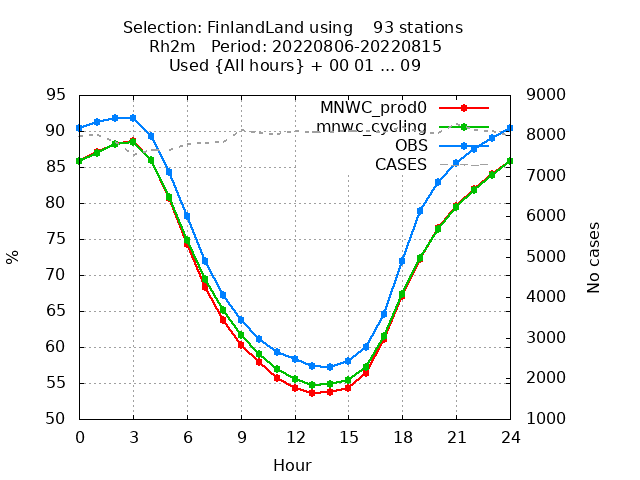 Selection: FinlandLand using    93 stations
Rh2m   Period: 20220806-20220815
Used {All hours} + 00 01 ... 09
95 9000
MNWC_prod0
mnwc_cycling
90 8000
OBS
CASES
85 7000
80 6000
75 5000
%
No cases
70 4000
65 3000
60 2000
55
50 1000
0 3 6 9 12 15 18 21 24
Hour